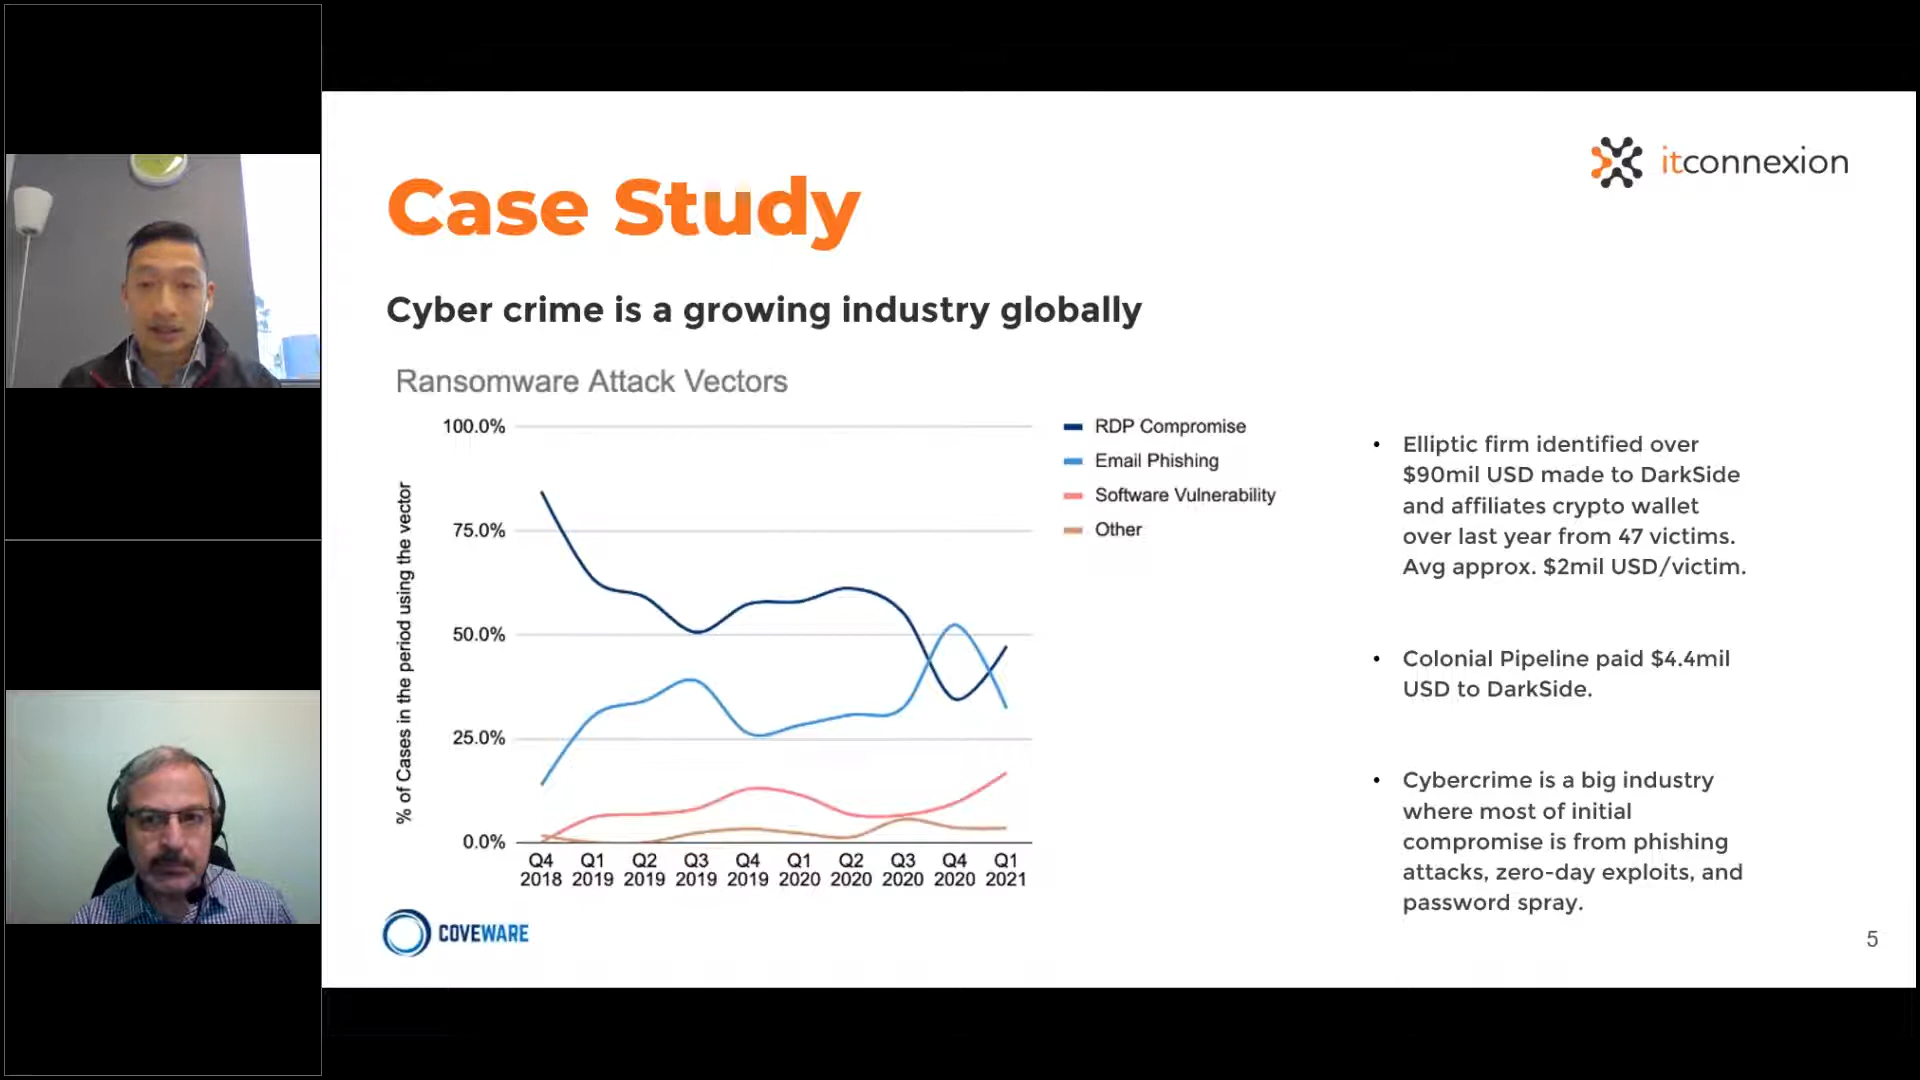 itconnexion
Case Study
Cyber crime is a growing industry globally
Ransomware Attack Vectors
% of Cases in the period using the vector
100.0%
75.0%
50.0%
25.0%
0.0%
Q4 Q1 Q2 Q3 Q4 Q1 Q2 Q3 Q4 Q1
2018 2019 2019 2019 2019 2020 2020 2020 2020 2021
RDP Compromise
Email Phishing
Software Vulnerability
Other
COVEWARE
• Elliptic firm identified over
$90mil USD made to DarkSide
and affiliates crypto wallet
over last year from 47 victims.
Avg approx. $2mil USD/victim.
• Colonial Pipeline paid $4.4mil
USD to DarkSide.
• Cybercrime is a big industry
where most of initial
compromise is from phishing
attacks, zero-day exploits, and
password spray.
5